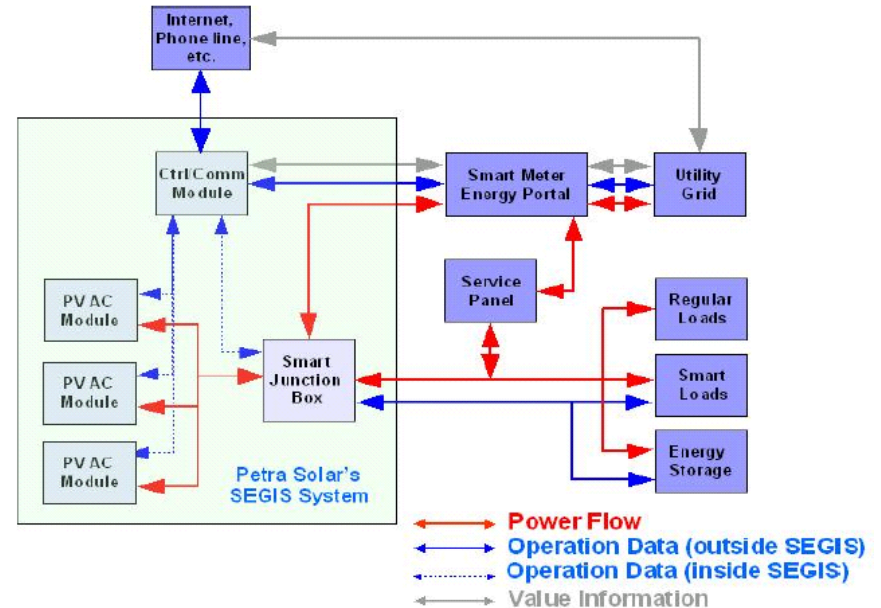 Internet,
Phone line,
etc.
Ctrl/Comm
Module
Smart Meter
Energy Portal
Utility
Grid
PV AC
Module
PV AC
Module
PV AC
Module
Smart
Junction
Box
Service
Panel
Regular
Loads
Smart
Loads
Energy
Storage
Petra Solar's
SEGIS System
Power Flow
Operation Data (outside SEGIS)
Operation Data (inside SEGIS)
Value Information